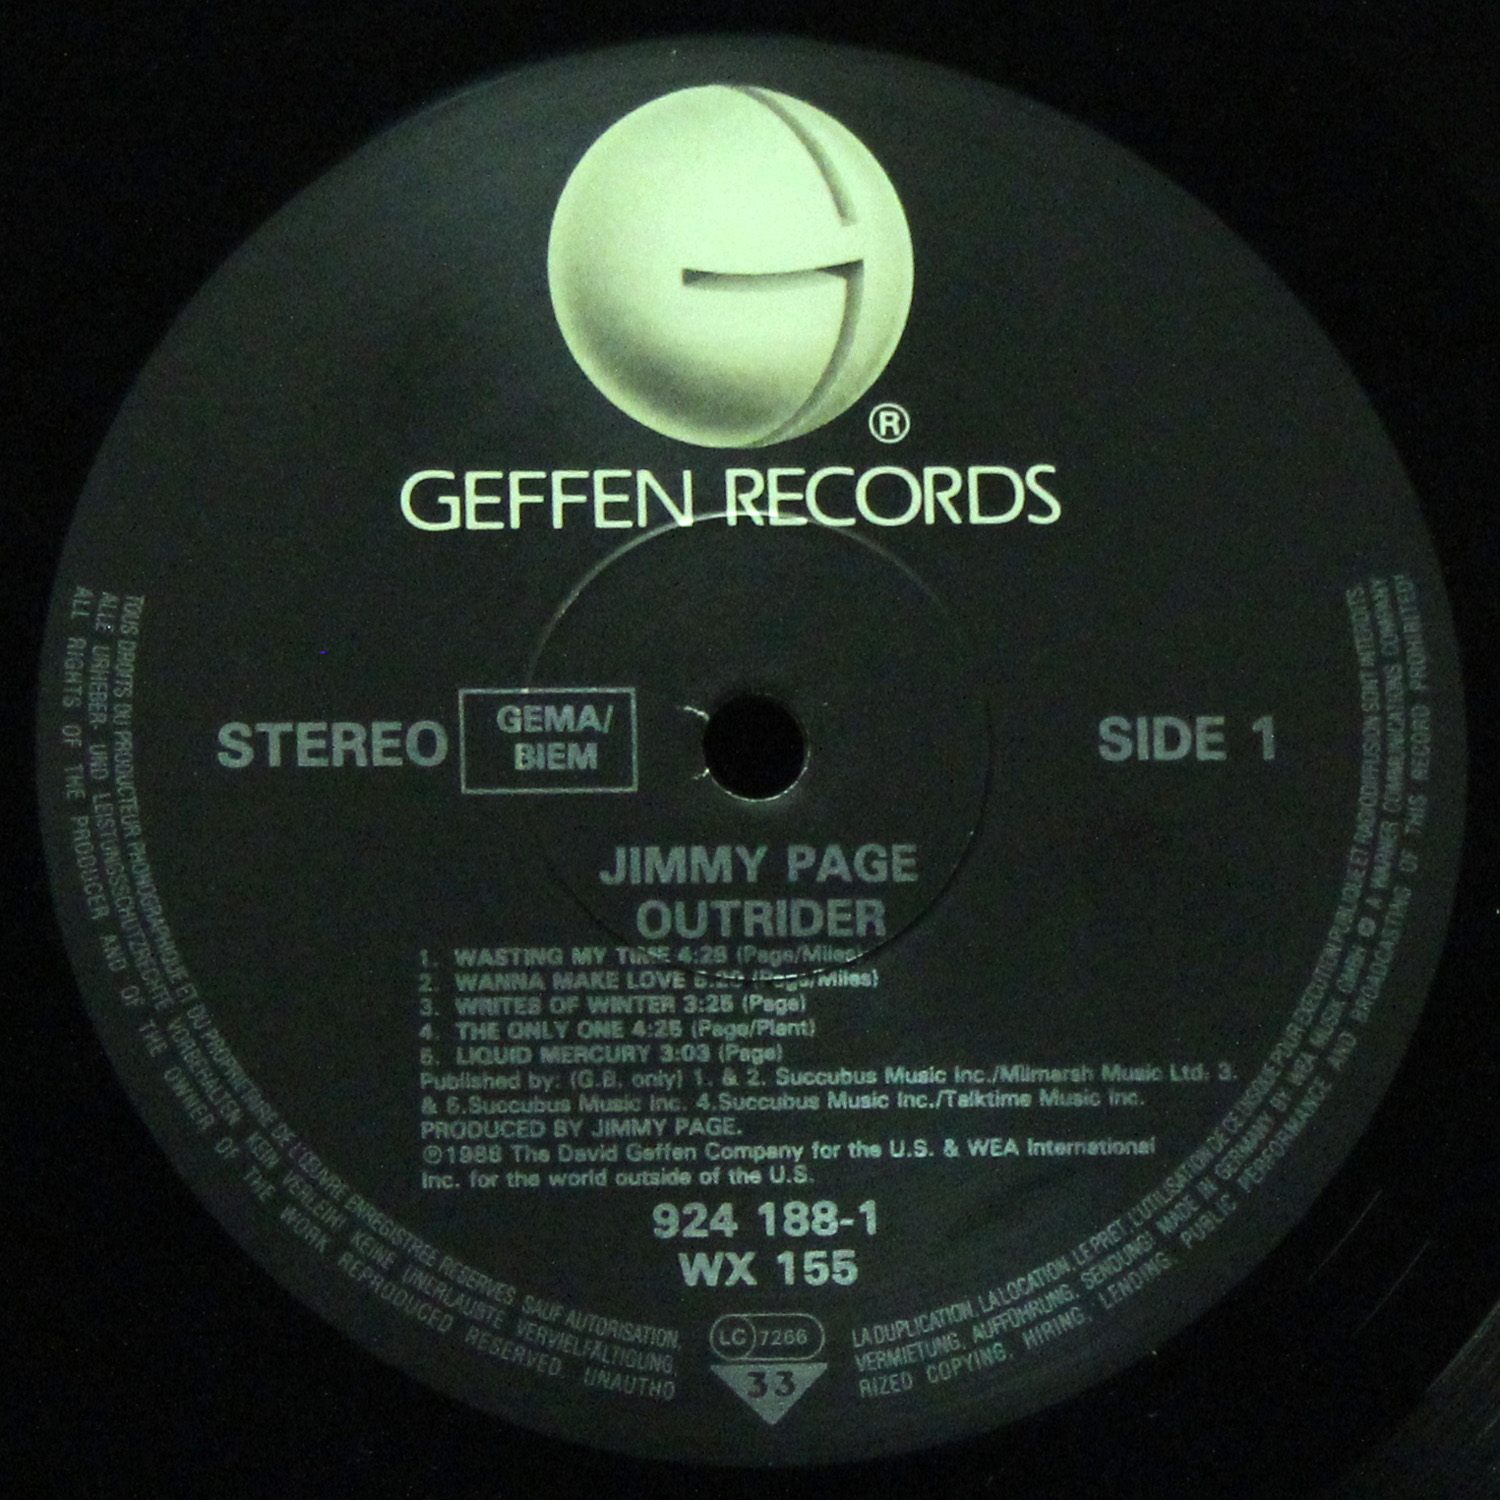 ®
GEFFEN RECORDS
STEREO
GEMA/
BIEM
SIDE 1
JIMMY PAGE
OUTRIDER
1. WASTING MY TIME 4:25 (Page/Miles)
2. WANNA MAKE LOVE 5:20 (Page/Miles)
3. WRITES OF WINTER 3:25 (Page)
4. THE ONLY ONE 4:25 (Page/Plant)
5. LIQUID MERCURY 3:03 (Page)
Published by: (G.B. only) 1. & 2. Succubus Music Inc./Milmarsh Music Ltd. 3.
& 5.Succubus Music Inc. 4.Succubus Music Inc./Talktime Music Inc.
PRODUCED BY JIMMY PAGE.
℗1988 The David Geffen Company for the U.S. & WEA International
Inc. for the world outside of the U.S.
924 188-1
WX 155
LC 7266
33
TOUS DROITS DU PRODUCTEUR PHONOGRAPHIQUE ET DU PROPRIETAIRE DE L'ŒUVRE ENREGISTREE RESERVES. SAUF AUTORISATION, LA DUPLICATION, LA LOCATION, LE PRET, L'UTILISATION DE CE DISQUE POUR EXECUTION PUBLIQUE ET RADIODIFFUSION SONT INTERDITS.
ALLE URHEBER- UND LEISTUNGSSCHUTZRECHTE VORBEHALTEN. KEIN VERLEIH! KEINE UNERLAUBTE VERVIELFÄLTIGUNG, VERMIETUNG, AUFFÜHRUNG, SENDUNG! MADE IN GERMANY BY WEA MUSIK GMBH A WARNER COMMUNICATIONS COMPANY
ALL RIGHTS OF THE PRODUCER AND OF THE OWNER OF THE WORK REPRODUCED RESERVED. UNAUTHORIZED COPYING, HIRING, LENDING, PUBLIC PERFORMANCE AND BROADCASTING OF THIS RECORD PROHIBITED!